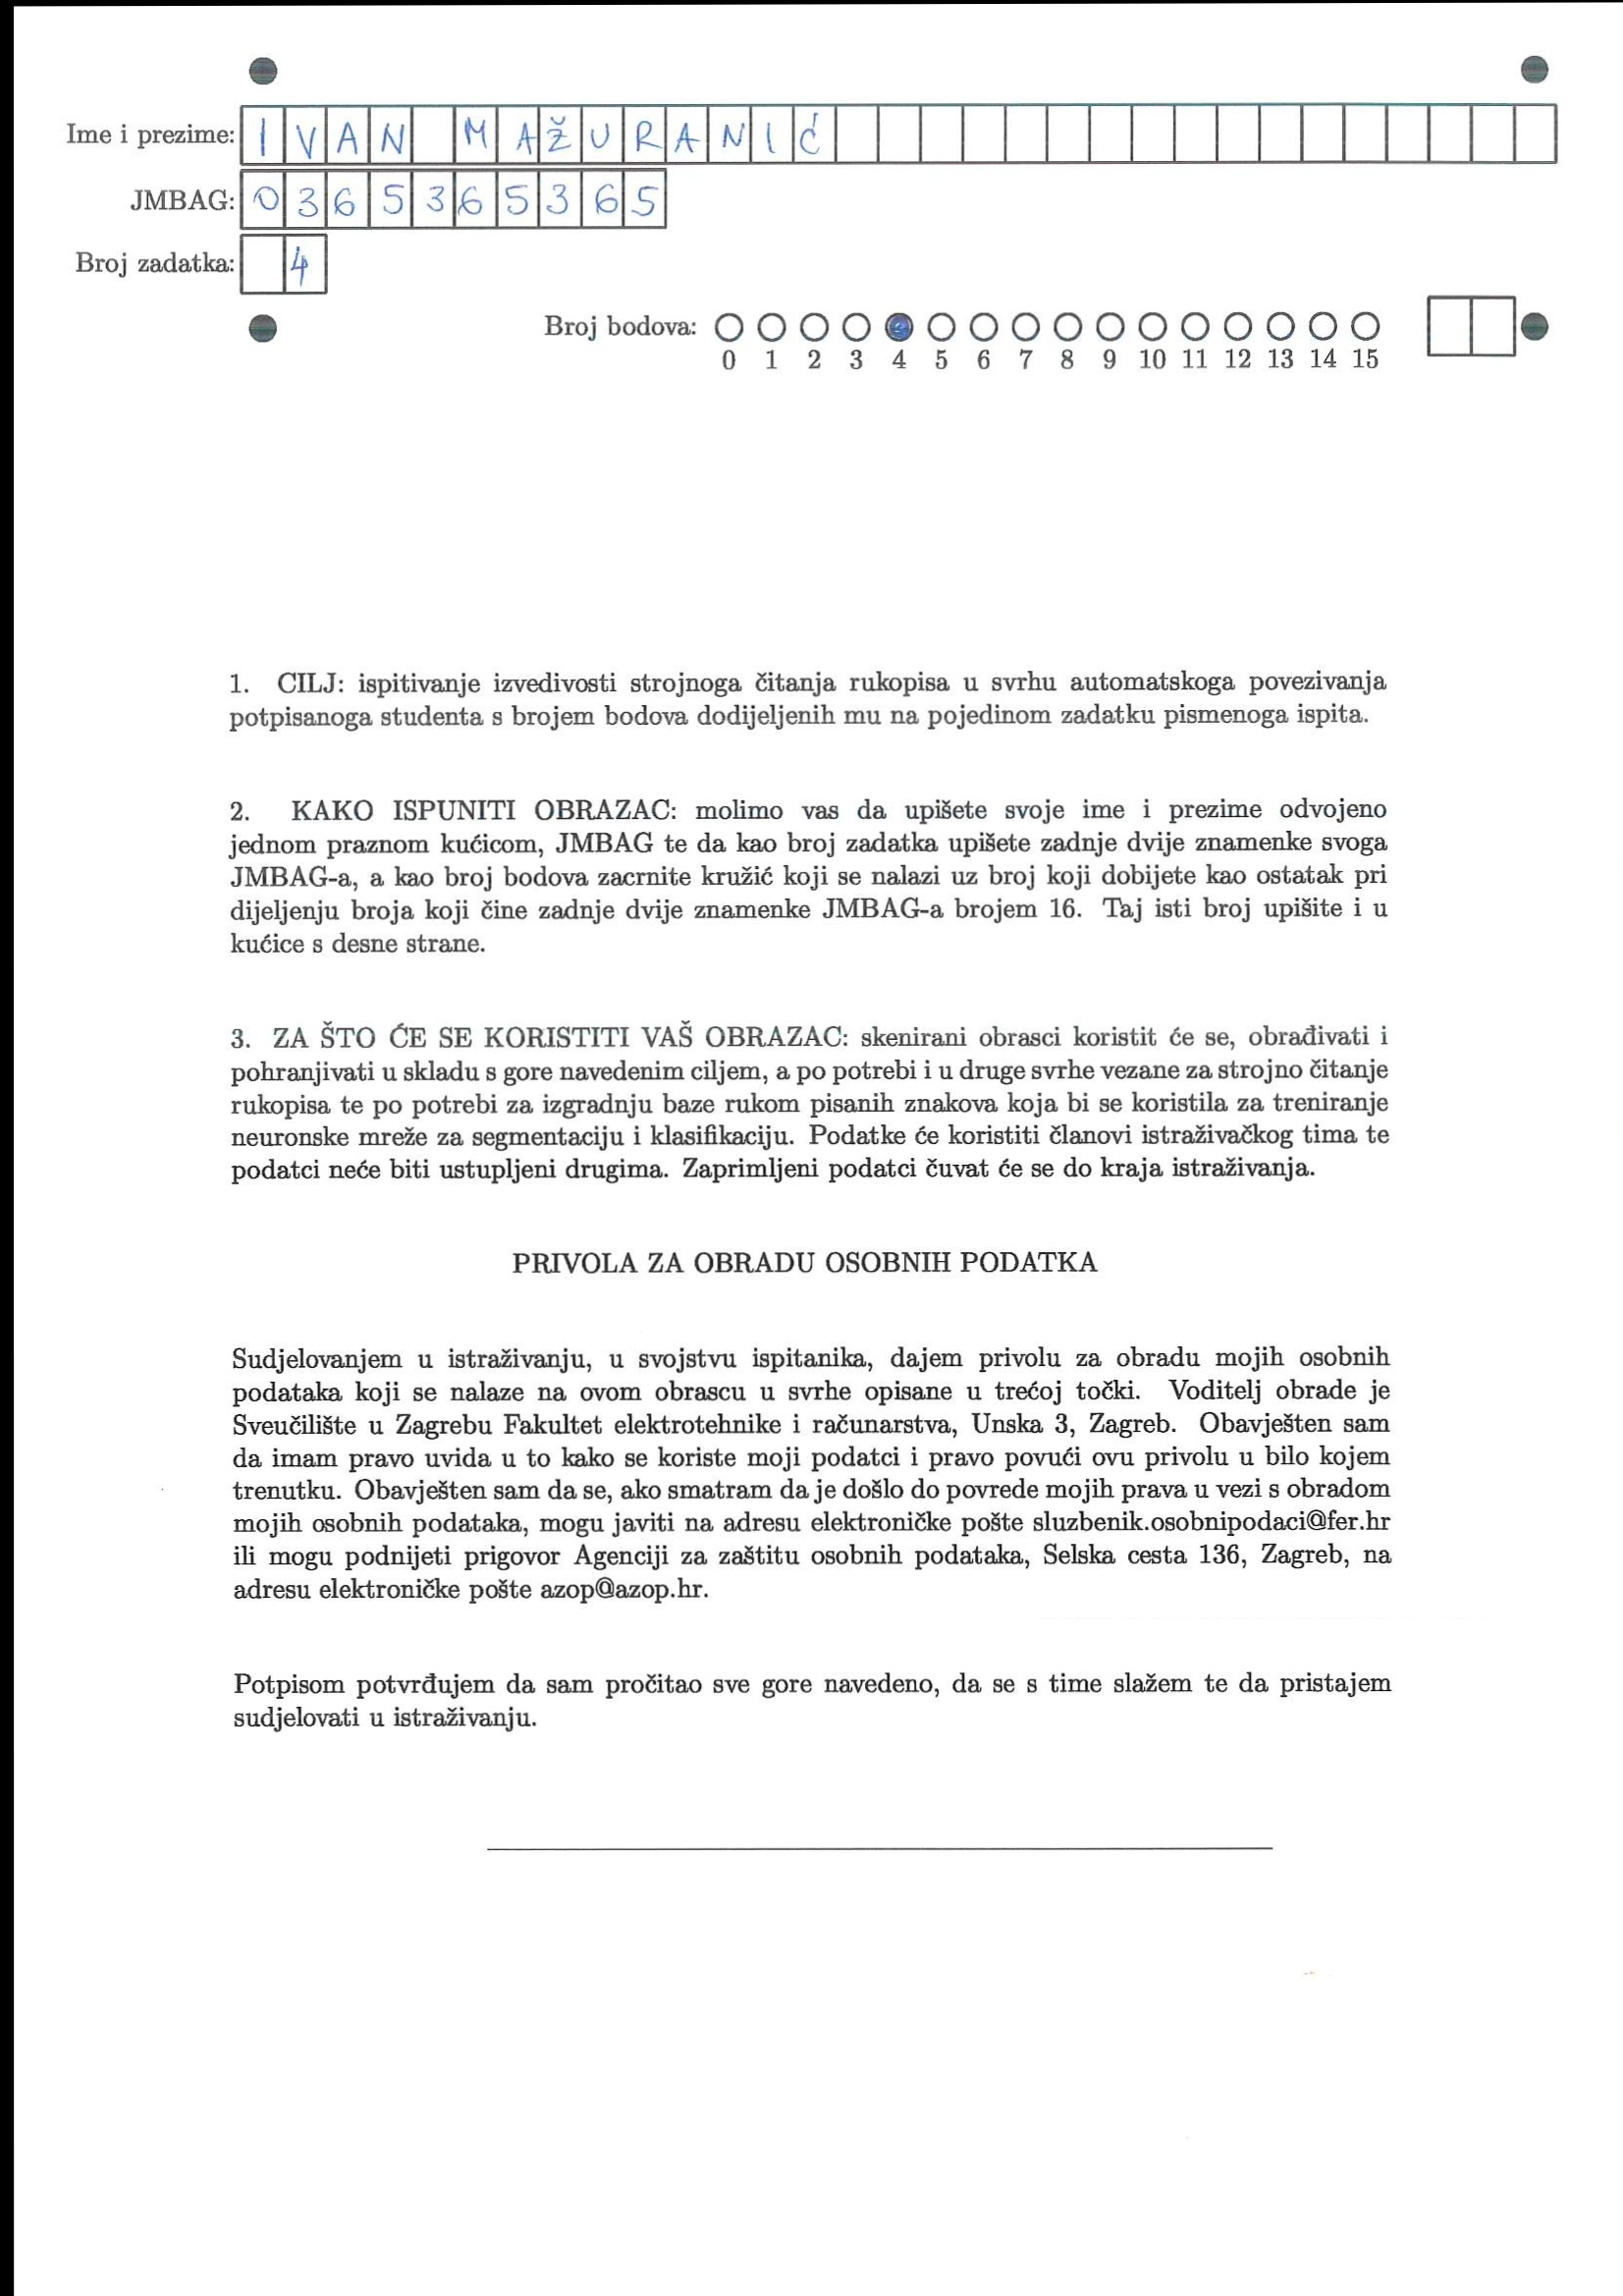 Ime i prezime: IVAN MAŽURANIĆ
JMBAG: 0365365365
Broj zadatka: 4
Broj bodova:
0 1 2 3 4 5 6 7 8 9 10 11 12 13 14 15
1. CILJ: ispitivanje izvedivosti strojnoga čitanja rukopisa u svrhu automatskoga povezivanja
potpisanoga studenta s brojem bodova dodijeljenih mu na pojedinom zadatku pismenoga ispita.
2. KAKO ISPUNITI OBRAZAC: molimo vas da upišete svoje ime i prezime odvojeno
jednom praznom kućicom, JMBAG te da kao broj zadatka upišete zadnje dvije znamenke svoga
JMBAG-a, a kao broj bodova zacrnite kružić koji se nalazi uz broj koji dobijete kao ostatak pri
dijeljenju broja koji čine zadnje dvije znamenke JMBAG-a brojem 16. Taj isti broj upišite i u
kućice s desne strane.
3. ZA ŠTO ĆE SE KORISTITI VAŠ OBRAZAC: skenirani obrasci koristit će se, obrađivati i
pohranjivati u skladu s gore navedenim ciljem, a po potrebi i u druge svrhe vezane za strojno čitanje
rukopisa te po potrebi za izgradnju baze rukom pisanih znakova koja bi se koristila za treniranje
neuronske mreže za segmentaciju i klasifikaciju. Podatke će koristiti članovi istraživačkog tima te
podatci neće biti ustupljeni drugima. Zaprimljeni podatci čuvat će se do kraja istraživanja.
PRIVOLA ZA OBRADU OSOBNIH PODATKA
Sudjelovanjem u istraživanju, u svojstvu ispitanika, dajem privolu za obradu mojih osobnih
podataka koji se nalaze na ovom obrascu u svrhe opisane u trećoj točki. Voditelj obrade je
Sveučilište u Zagrebu Fakultet elektrotehnike i računarstva, Unska 3, Zagreb. Obavješten sam
da imam pravo uvida u to kako se koriste moji podatci i pravo povući ovu privolu u bilo kojem
trenutku. Obavješten sam da se, ako smatram da je došlo do povrede mojih prava u vezi s obradom
mojih osobnih podataka, mogu javiti na adresu elektroničke pošte sluzbenik.osobnipodaci@fer.hr
ili mogu podnijeti prigovor Agenciji za zaštitu osobnih podataka, Selska cesta 136, Zagreb, na
adresu elektroničke pošte azop@azop.hr.
Potpisom potvrđujem da sam pročitao sve gore navedeno, da se s time slažem te da pristajem
sudjelovati u istraživanju.